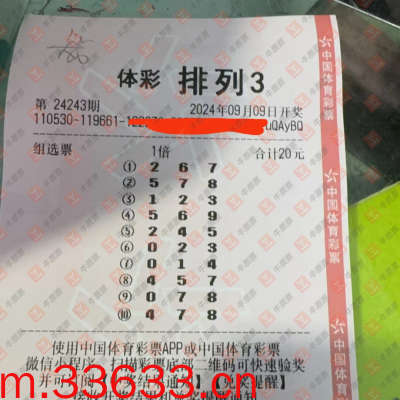 体彩 排列3
第 24243期 2024年09月09日开奖
110530-119661- uQAyBQ
组选票 1倍 合计20元
① 2 6 7
② 5 7 8
③ 1 2 3
④ 5 6 9
⑤ 2 4 5
⑥ 0 2 3
⑦ 0 1 4
⑧ 4 5 7
⑨ 0 7 8
⑩ 4 7 8
使用中国体育彩票APP或中国体育彩票
微信小程序 扫描彩票底部二维码可快速验奖
m.33633.cn
中国体育彩票
中国体育彩票
中国体育彩票